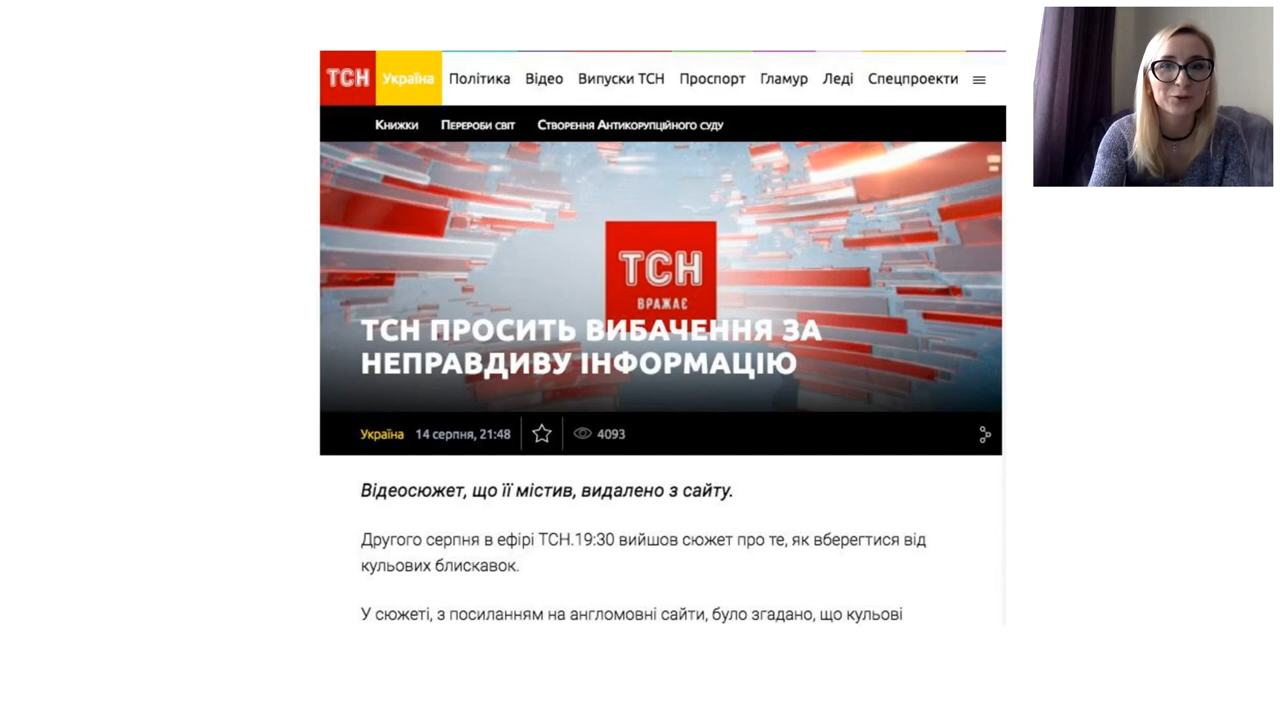 ТСН Україна Політика Відео Випуски ТСН Проспорт Гламур Леді Спецпроекти
Книжки Перероби світ Створення Антикорупційного суду
ТСН
ВРАЖАЄ
ТСН ПРОСИТЬ ВИБАЧЕННЯ ЗА
НЕПРАВДИВУ ІНФОРМАЦІЮ
Україна 14 серпня, 21:48 4093
Відеосюжет, що її містив, видалено з сайту.
Другого серпня в ефірі ТСН.19:30 вийшов сюжет про те, як вберегтися від
кульових блискавок.
У сюжеті, з посиланням на англомовні сайти, було згадано, що кульові